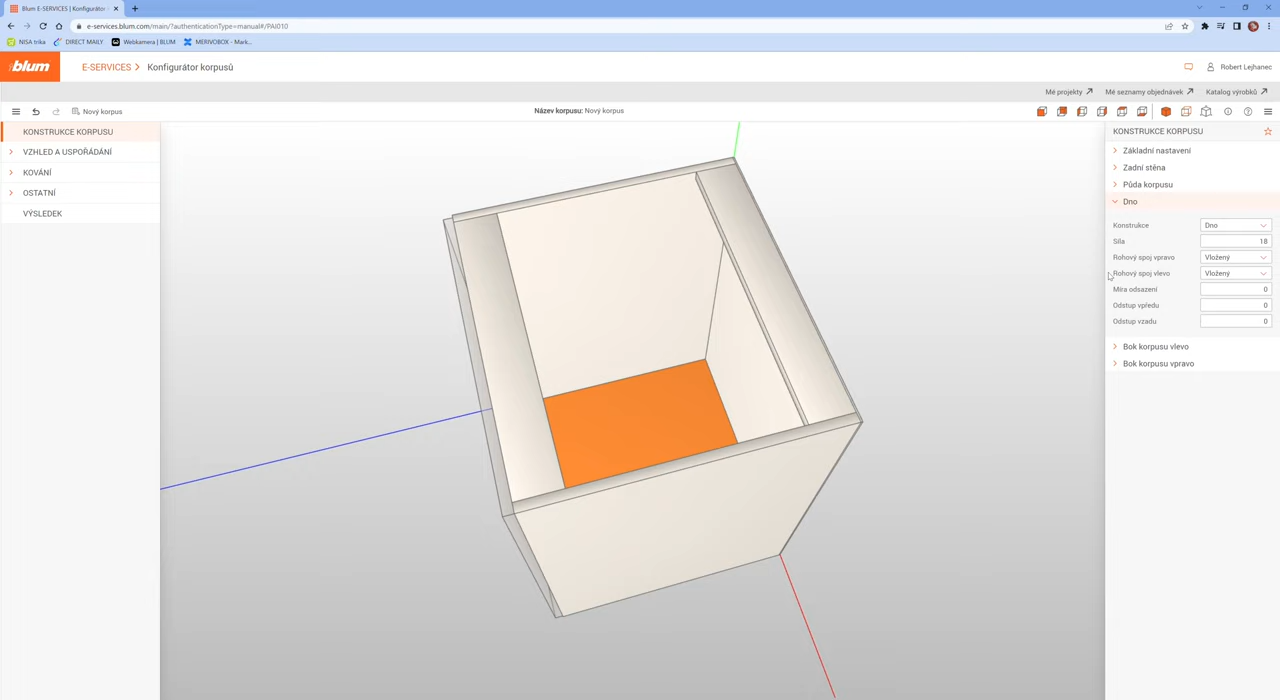 Blum E-SERVICES | Konfigurátor
e-services.blum.com/main/?authenticationType=manual#/PAI010
NISA trika
DIRECT MAILY
Webkamera | BLUM
MERIVOBOX - Mark...
blum
E-SERVICES
Konfigurátor korpusů
Robert Lejhanec
Mé projekty
Mé seznamy objednávek
Katalog výrobků
Nový korpus
Název korpusu: Nový korpus
KONSTRUKCE KORPUSU
VZHLED A USPOŘÁDÁNÍ
KOVÁNÍ
OSTATNÍ
VÝSLEDEK
KONSTRUKCE KORPUSU
Základní nastavení
Zadní stěna
Půda korpusu
Dno
Konstrukce Dno
Síla 18
Rohový spoj vpravo Vložený
Rohový spoj vlevo Vložený
Míra odsazení 0
Odstup vpředu 0
Odstup vzadu 0
Bok korpusu vlevo
Bok korpusu vpravo